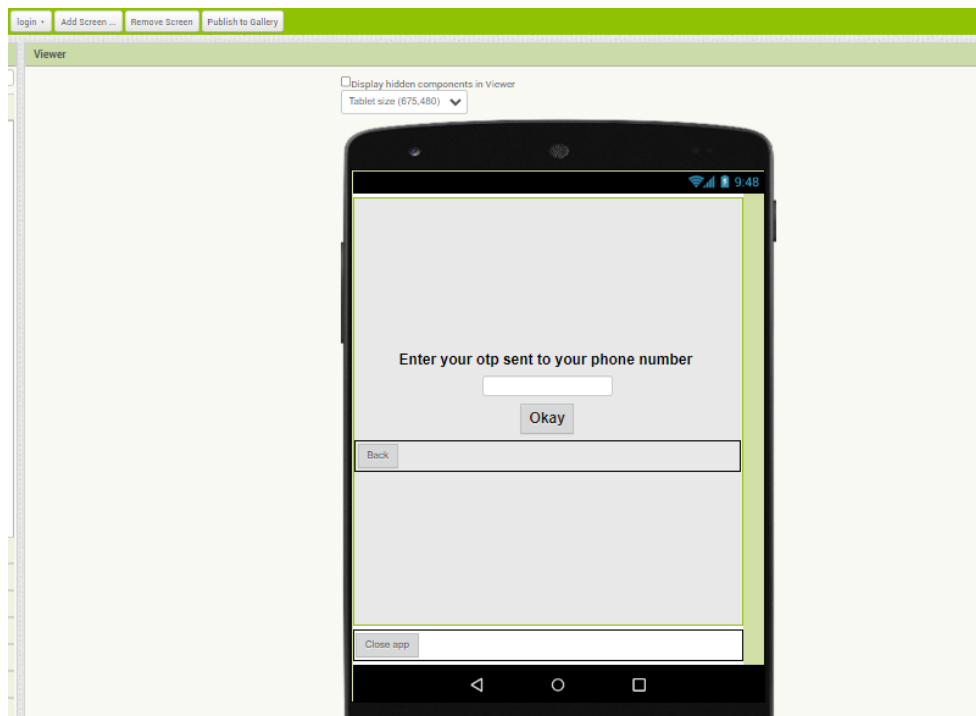 login Add Screen ... Remove Screen Publish to Gallery
Viewer
Display hidden components in Viewer
Tablet size (675,480)
9:48
Enter your otp sent to your phone number
Okay
Back
Close app